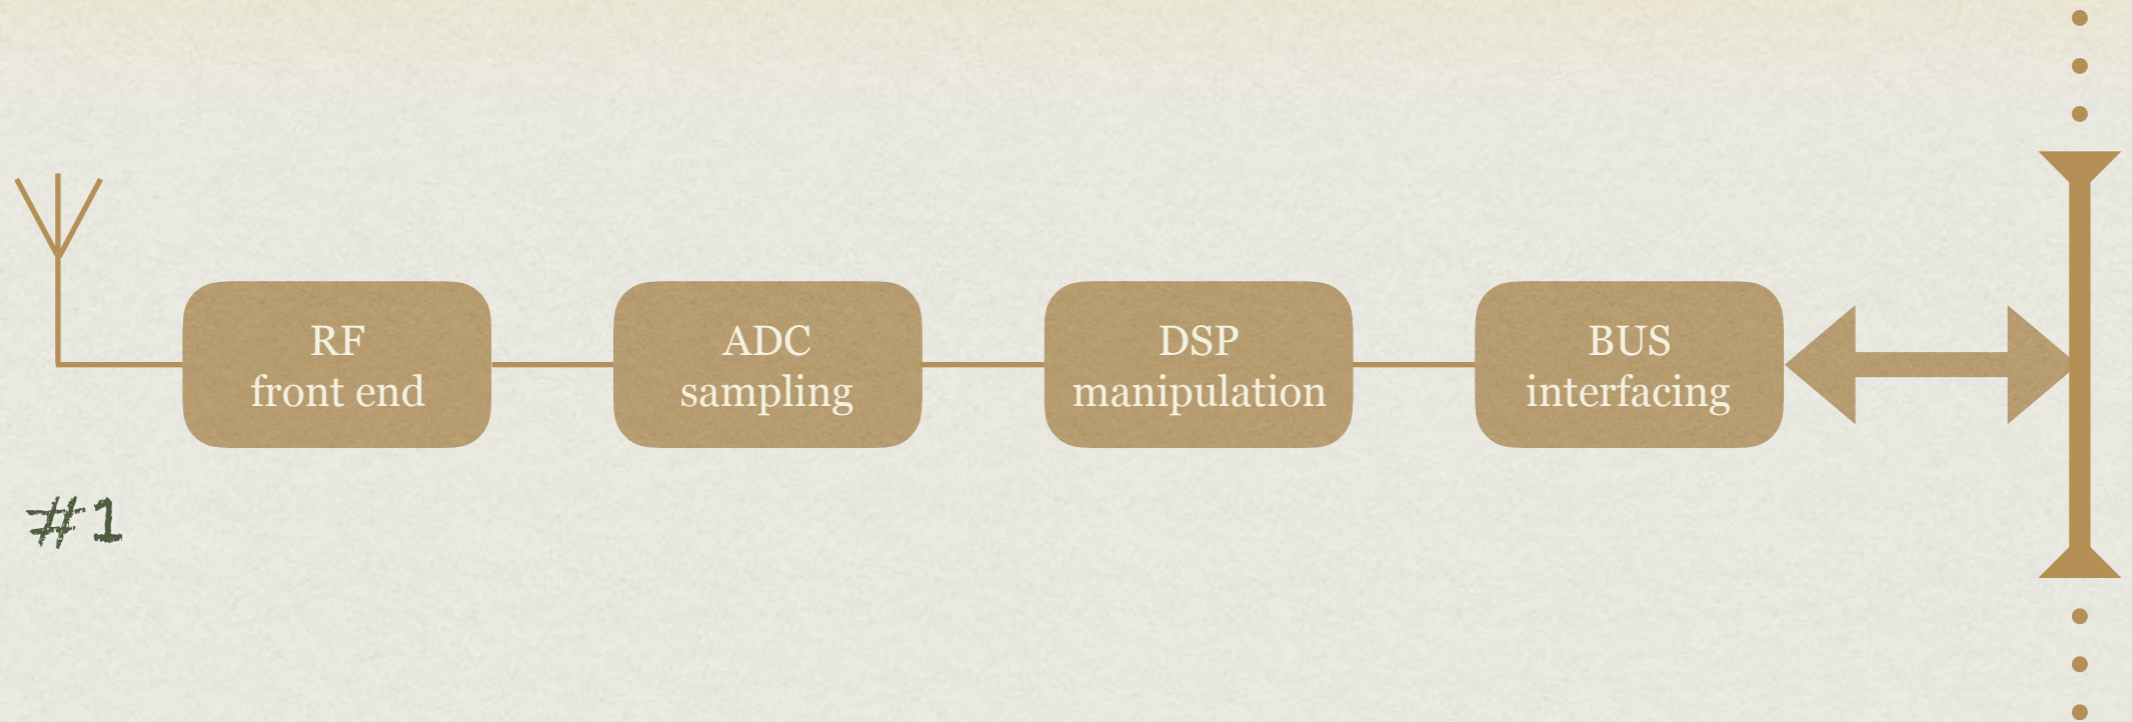 RF
front end
ADC
sampling
DSP
manipulation
BUS
interfacing
#1